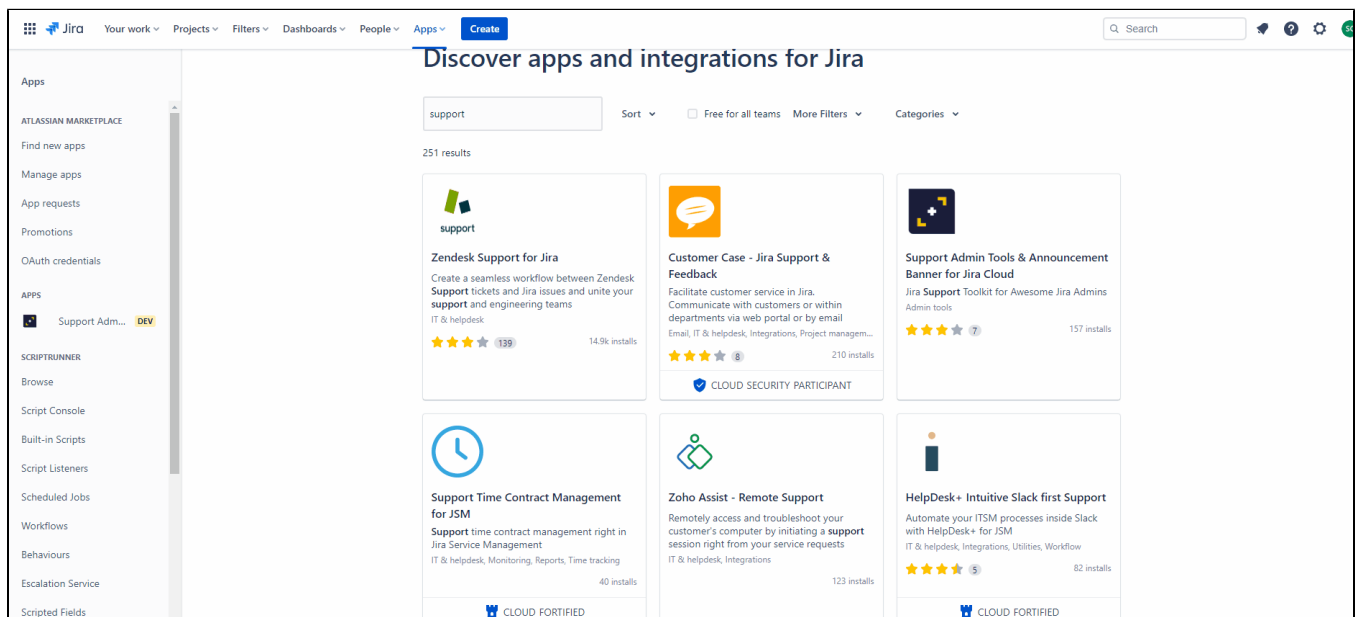 Jira Your work Projects Filters Dashboards People Apps Create Search
Discover apps and integrations for Jira
Apps
ATLASSIAN MARKETPLACE
Find new apps
Manage apps
App requests
Promotions
OAuth credentials
APPS
Support Adm... DEV
SCRIPTRUNNER
Browse
Script Console
Built-in Scripts
Script Listeners
Scheduled Jobs
Workflows
Behaviours
Escalation Service
Scripted Fields
support Sort Free for all teams More Filters Categories
251 results
support
Zendesk Support for Jira
Create a seamless workflow between Zendesk
Support tickets and Jira issues and unite your
support and engineering teams
IT & helpdesk
139 14.9k installs
Customer Case - Jira Support &
Feedback
Facilitate customer service in Jira.
Communicate with customers or within
departments via web portal or by email
Email, IT & helpdesk, Integrations, Project managem...
8 210 installs
CLOUD SECURITY PARTICIPANT
Support Admin Tools & Announcement
Banner for Jira Cloud
Jira Support Toolkit for Awesome Jira Admins
Admin tools
7 157 installs
Support Time Contract Management
for JSM
Support time contract management right in
Jira Service Management
IT & helpdesk, Monitoring, Reports, Time tracking
40 installs
CLOUD FORTIFIED
Zoho Assist - Remote Support
Remotely access and troubleshoot your
customer's computer by initiating a support
session right from your service requests
IT & helpdesk, Integrations
123 installs
HelpDesk+ Intuitive Slack first Support
Automate your ITSM processes inside Slack
with HelpDesk+ for JSM
IT & helpdesk, Integrations, Utilities, Workflow
5 82 installs
CLOUD FORTIFIED